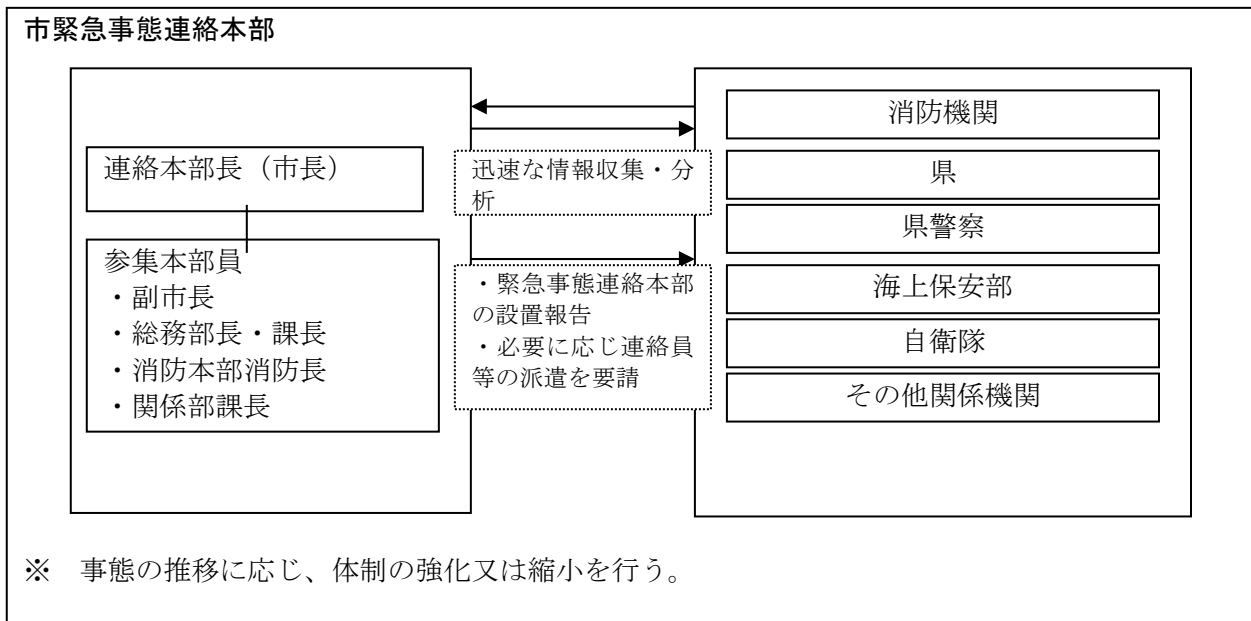 市緊急事態連絡本部
連絡本部長（市長）
参集本部員
・副市長
・総務部長・課長
・消防本部消防長
・関係部課長
迅速な情報収集・分
析
・緊急事態連絡本部
の設置報告
・必要に応じ連絡員
等の派遣を要請
消防機関
県
県警察
海上保安部
自衛隊
その他関係機関
※　事態の推移に応じ、体制の強化又は縮小を行う。